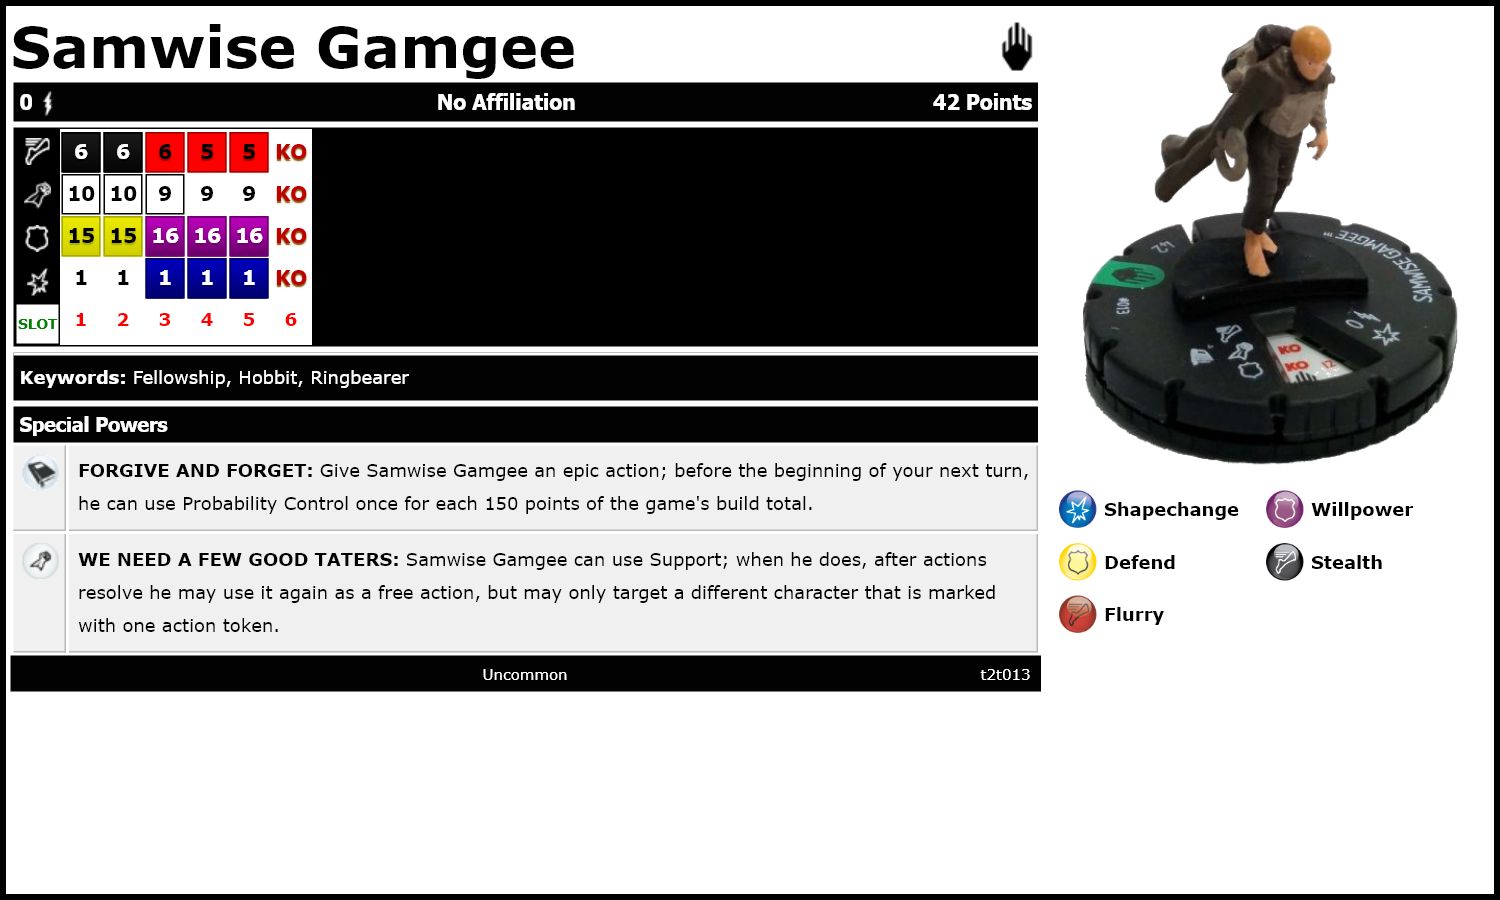 Samwise Gamgee
0 No Affiliation 42 Points
6 6 6 5 5 KO
10 10 9 9 9 KO
15 15 16 16 16 KO
1 1 1 1 1 KO
SLOT 1 2 3 4 5 6
Keywords: Fellowship, Hobbit, Ringbearer
Special Powers
FORGIVE AND FORGET: Give Samwise Gamgee an epic action; before the beginning of your next turn,
he can use Probability Control once for each 150 points of the game's build total.
WE NEED A FEW GOOD TATERS: Samwise Gamgee can use Support; when he does, after actions
resolve he may use it again as a free action, but may only target a different character that is marked
with one action token.
Uncommon t2t013
42
SAMWISE GAMGEE™
#013
0
KO
KO 12
Shapechange Willpower
Defend Stealth
Flurry